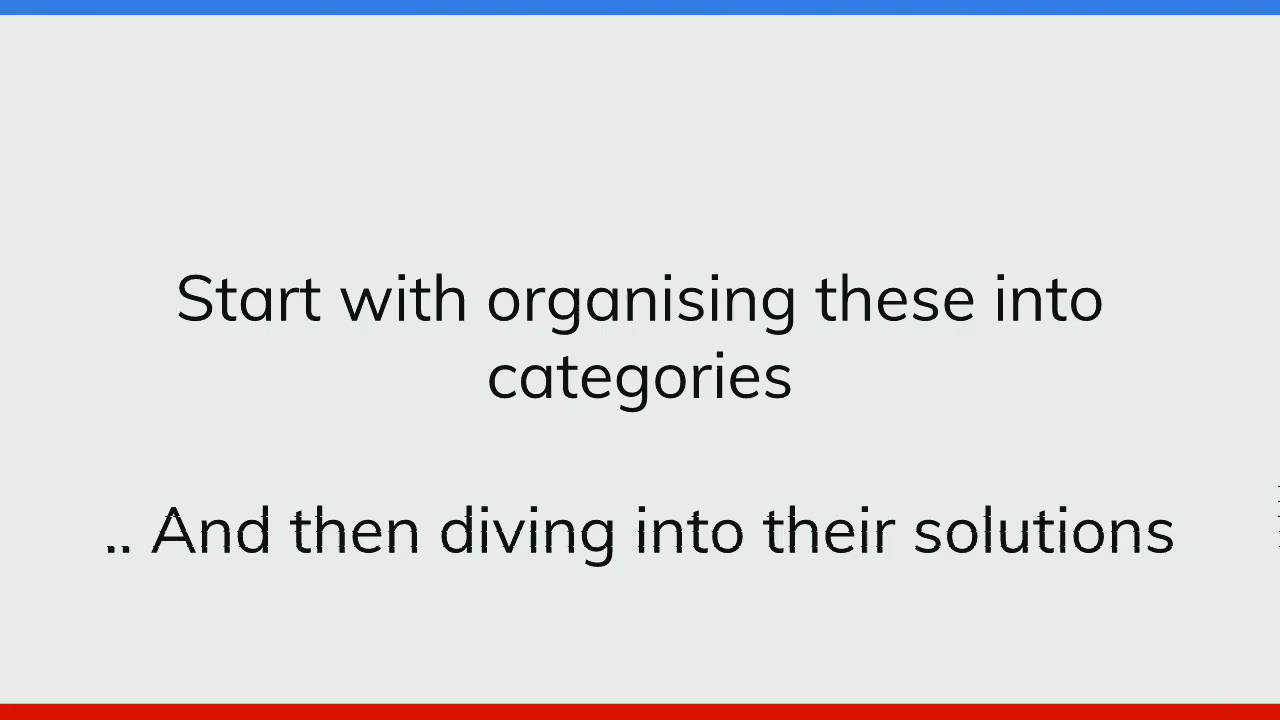 Start with organising these into
categories
.. And then diving into their solutions